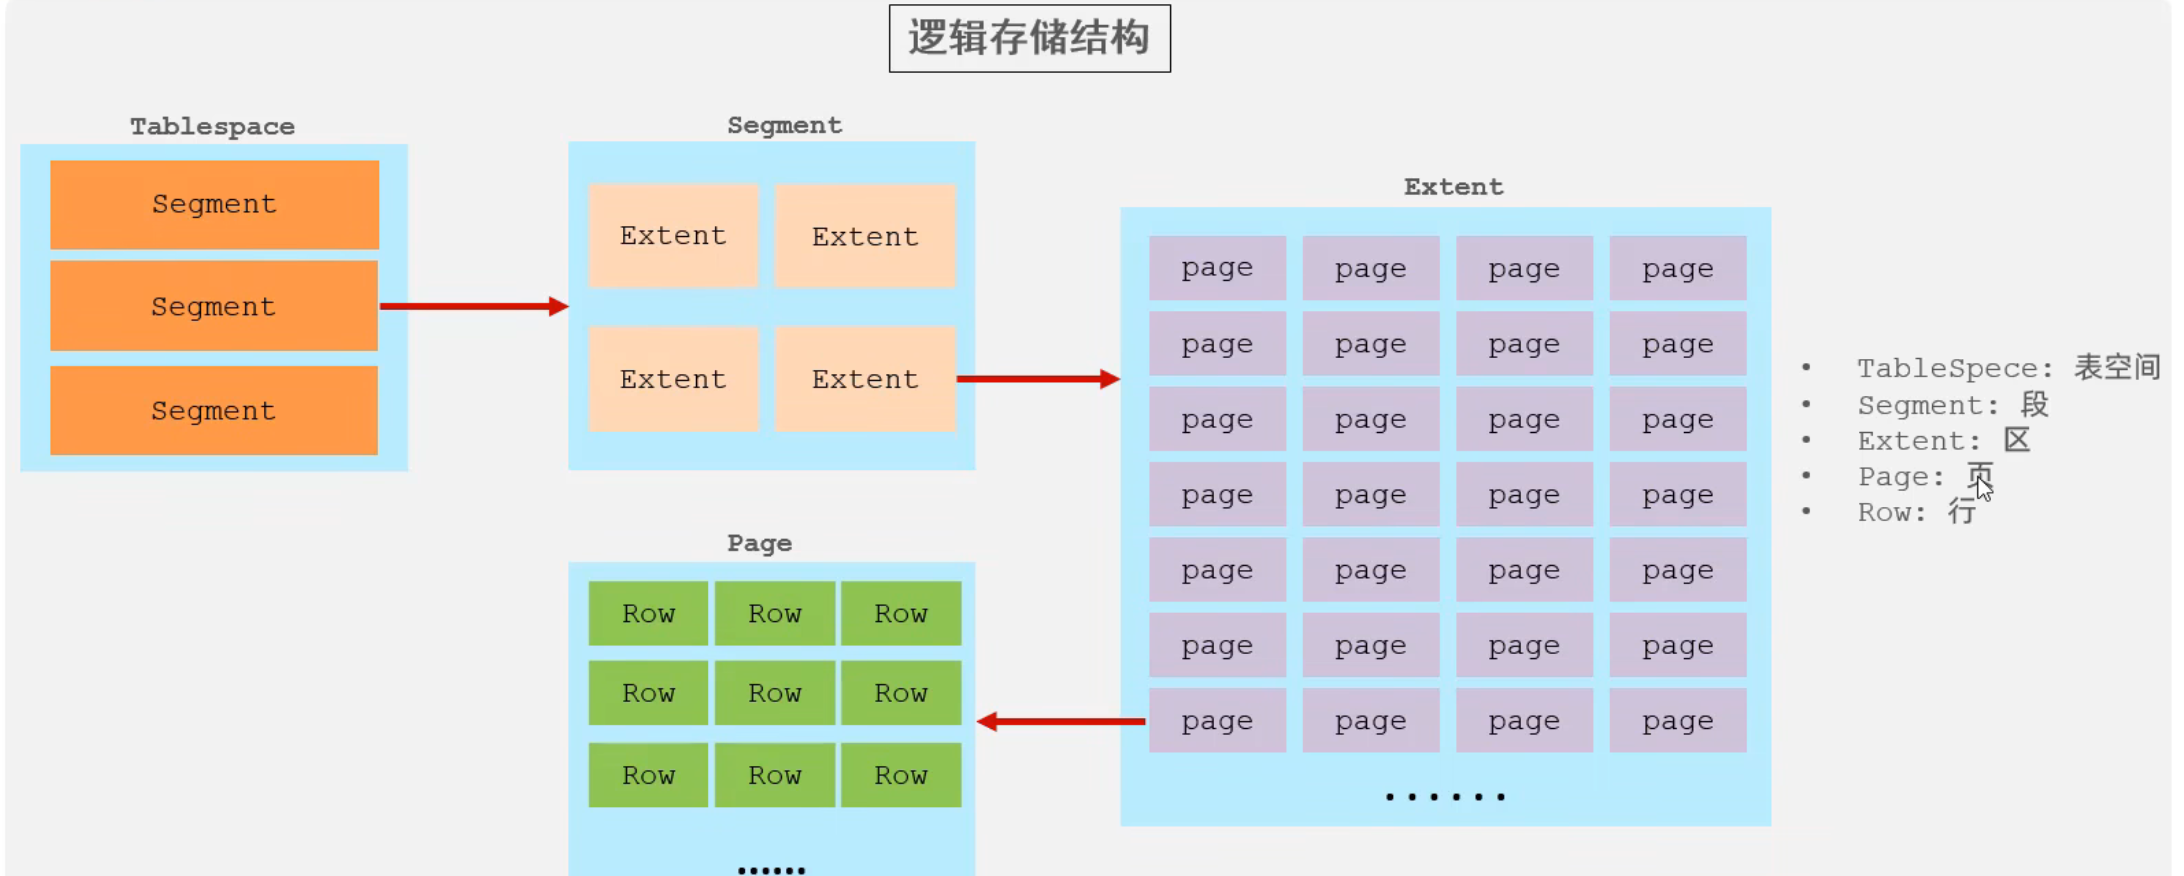 逻辑存储结构
Tablespace
Segment
Segment
Segment
Segment
Extent Extent
Extent Extent
Extent
page page page page
page page page page
page page page page
page page page page
page page page page
page page page page
page page page page
......
Page
Row Row Row
Row Row Row
Row Row Row
......
• TableSpece: 表空间
• Segment: 段
• Extent: 区
• Page: 页
• Row: 行